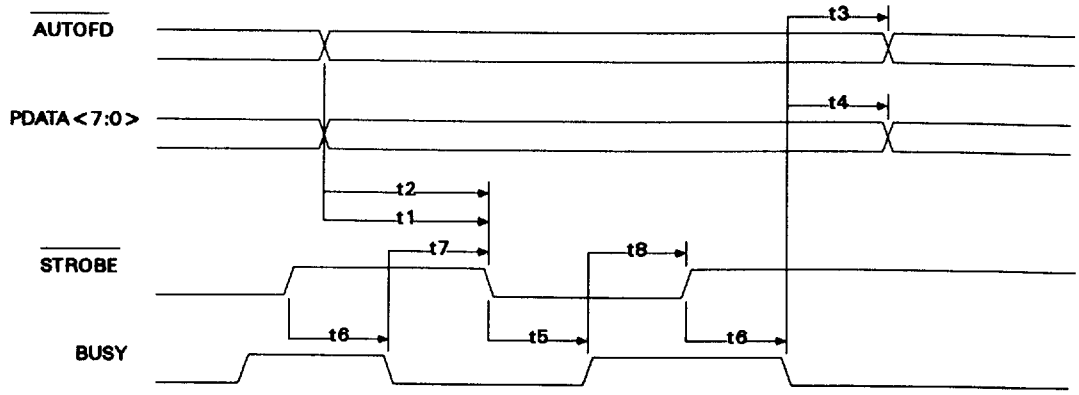 t3
AUTOFD
t4
PDATA<7:0>
t2
t1
t7
t8
STROBE
t6
t5
t6
BUSY